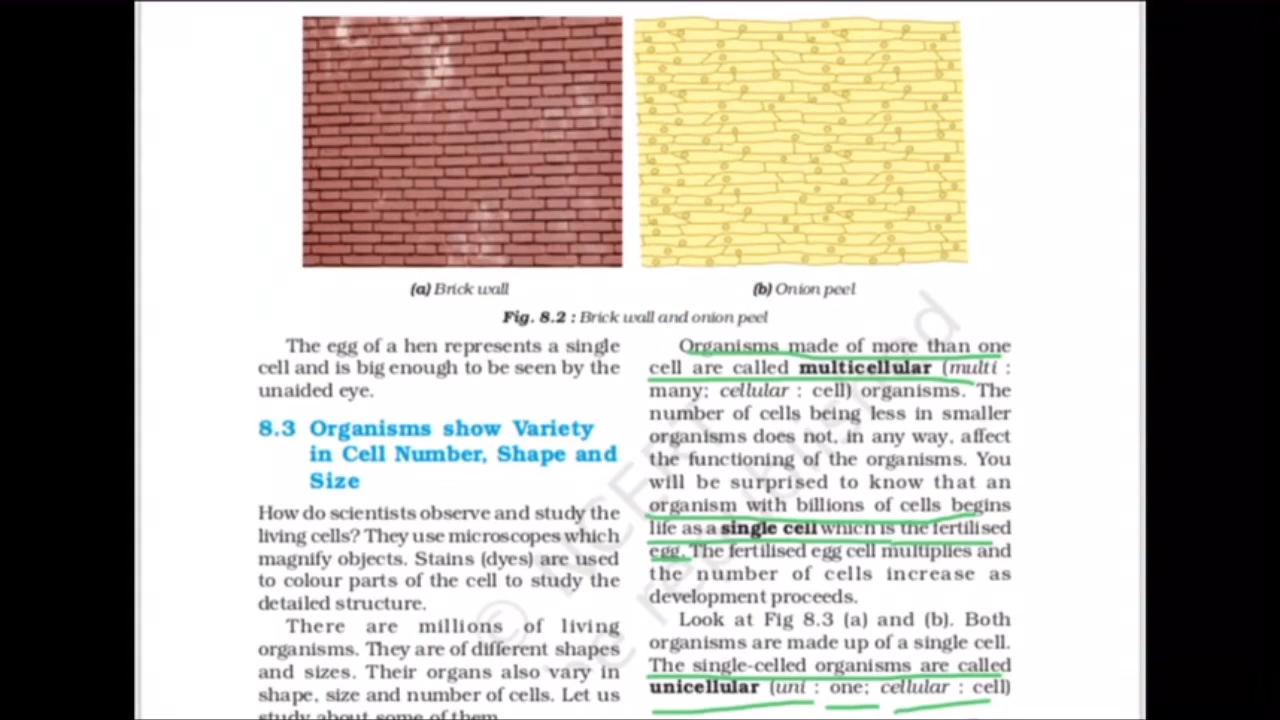 (a) Brick wall
(b) Onion peel
Fig. 8.2 : Brick wall and onion peel
The egg of a hen represents a single
cell and is big enough to be seen by the
unaided eye.
8.3 Organisms show Variety
in Cell Number, Shape and
Size
How do scientists observe and study the
living cells? They use microscopes which
magnify objects. Stains (dyes) are used
to colour parts of the cell to study the
detailed structure.
There are millions of living
organisms. They are of different shapes
and sizes. Their organs also vary in
shape, size and number of cells. Let us
study about some of them.
Organisms made of more than one
cell are called multicellular (multi :
many; cellular : cell) organisms. The
number of cells being less in smaller
organisms does not, in any way, affect
the functioning of the organisms. You
will be surprised to know that an
organism with billions of cells begins
life as a single cell which is the fertilised
egg. The fertilised egg cell multiplies and
the number of cells increase as
development proceeds.
Look at Fig 8.3 (a) and (b). Both
organisms are made up of a single cell.
The single-celled organisms are called
unicellular (uni : one; cellular : cell)
© NCERT
be republished